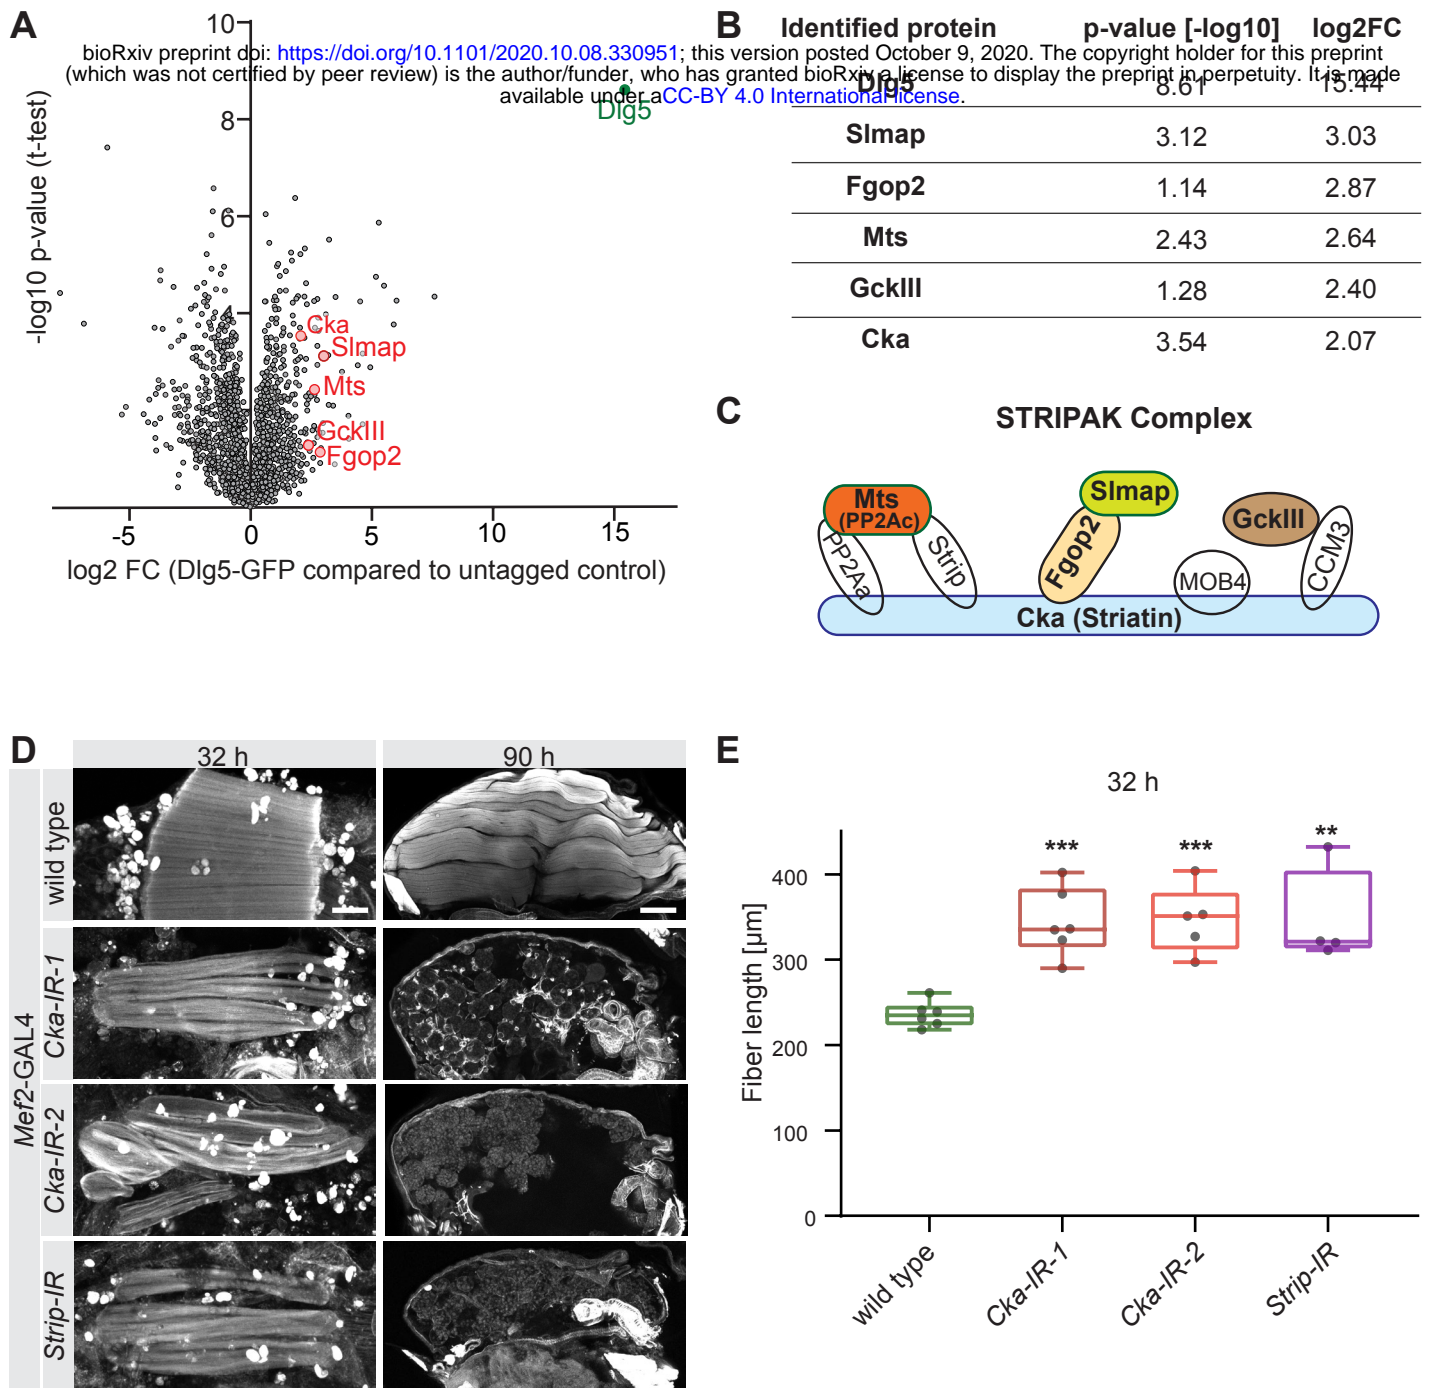 A
10
8
6
4
-log10 p-value (t-test)
Dlg5
Cka
Slmap
Mts
GckIII
Fgop2
-5
0
5
10
15
log2 FC (Dlg5-GFP compared to untagged control)
bioRxiv preprint doi: https://doi.org/10.1101/2020.10.08.330951; this version posted October 9, 2020. The copyright holder for this preprint
(which was not certified by peer review) is the author/funder, who has granted bioRxiv a license to display the preprint in perpetuity. It is made
available under aCC-BY 4.0 International license.
B
Identified protein p-value [-log10] log2FC
Dlg5 8.61 15.44
Slmap 3.12 3.03
Fgop2 1.14 2.87
Mts 2.43 2.64
GckIII 1.28 2.40
Cka 3.54 2.07
C
STRIPAK Complex
Mts
(PP2Ac)
PP2Aa
Strip
Slmap
Fgop2
GckIII
MOB4
CCM3
Cka (Striatin)
D
32 h
90 h
Mef2-GAL4
wild type
Cka-IR-1
Cka-IR-2
Strip-IR
E
32 h
Fiber length [µm]
400
300
200
100
0
***
***
**
wild type
Cka-IR-1
Cka-IR-2
Strip-IR